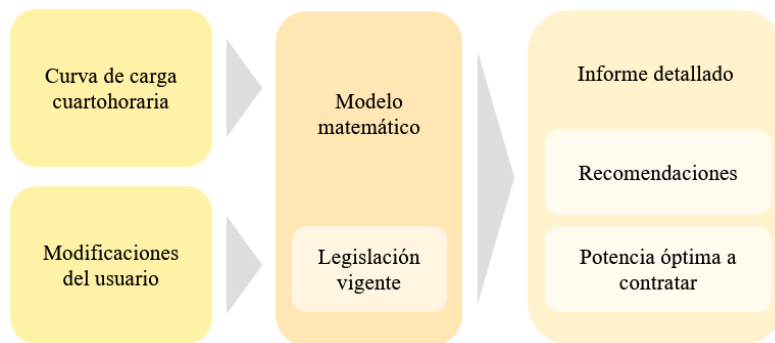 Curva de carga
cuartohoraria
Modificaciones
del usuario
Modelo
matemático
Legislación
vigente
Informe detallado
Recomendaciones
Potencia óptima a
contratar